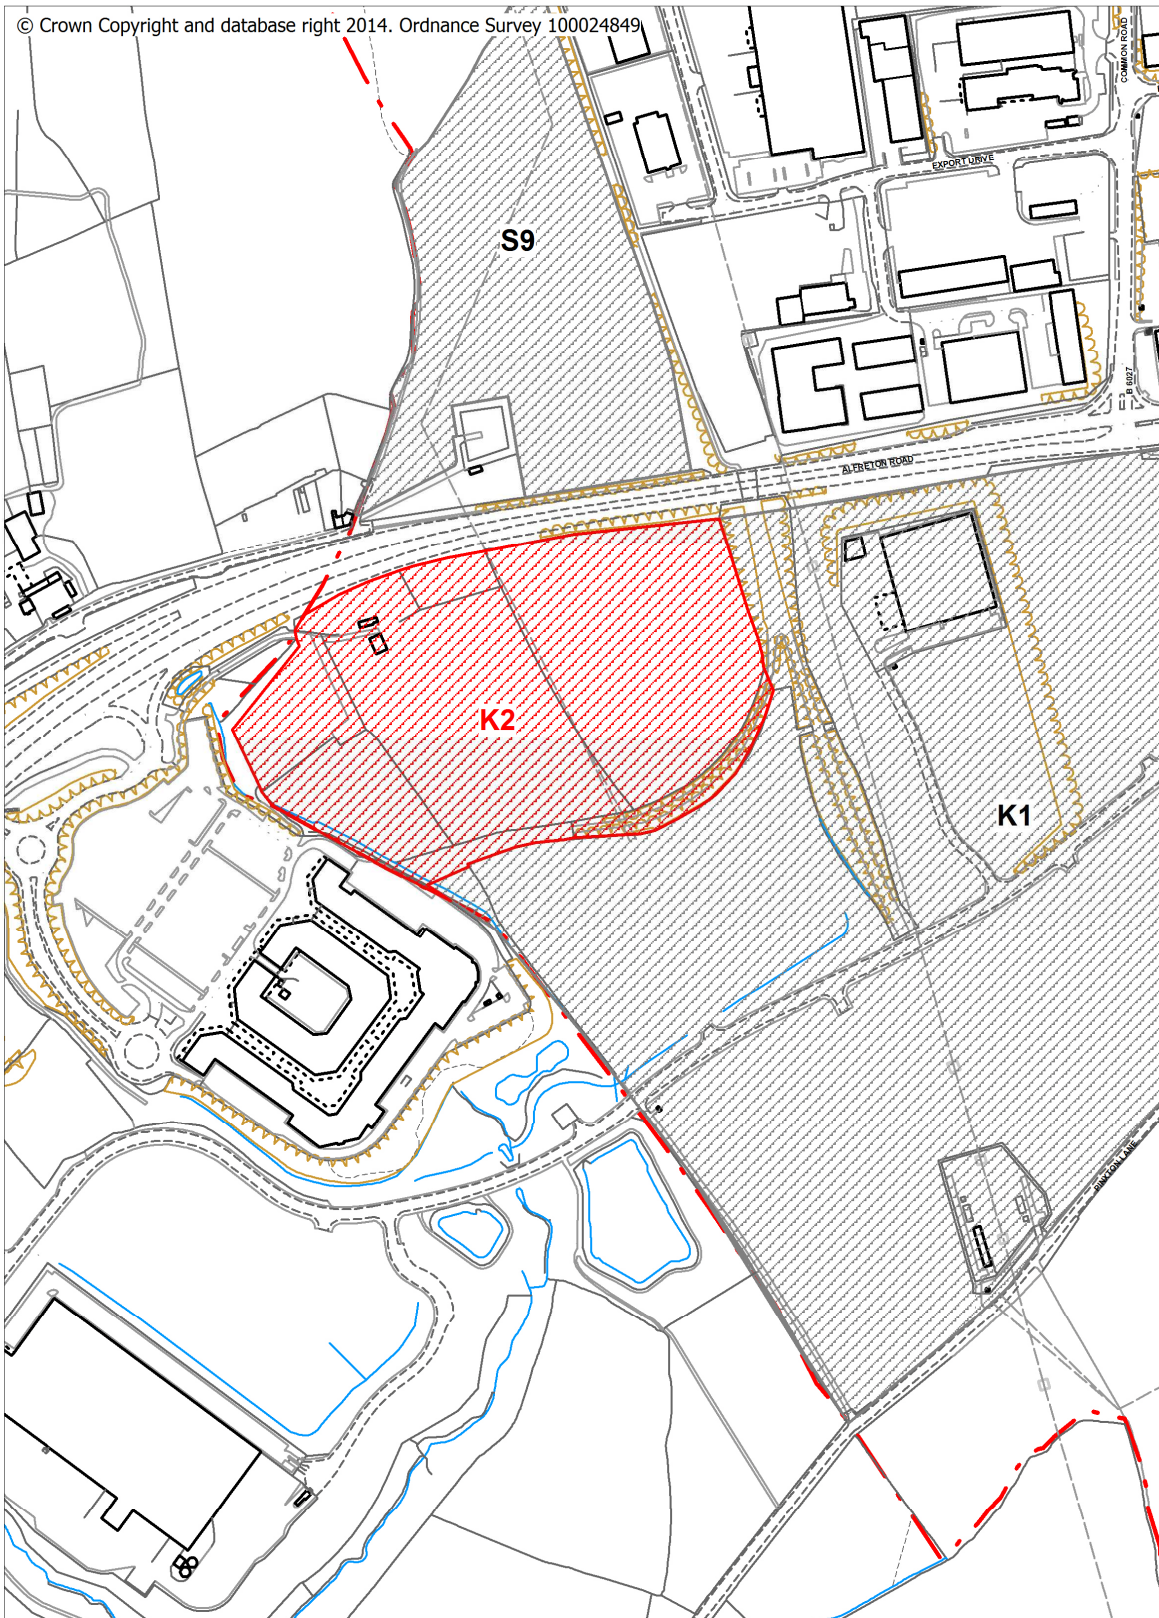 © Crown Copyright and database right 2014. Ordnance Survey 100024849
COMMON ROAD
EXPORT DRIVE
S9
B 6027
ALFRETON ROAD
K2
K1
PINXTON LANE